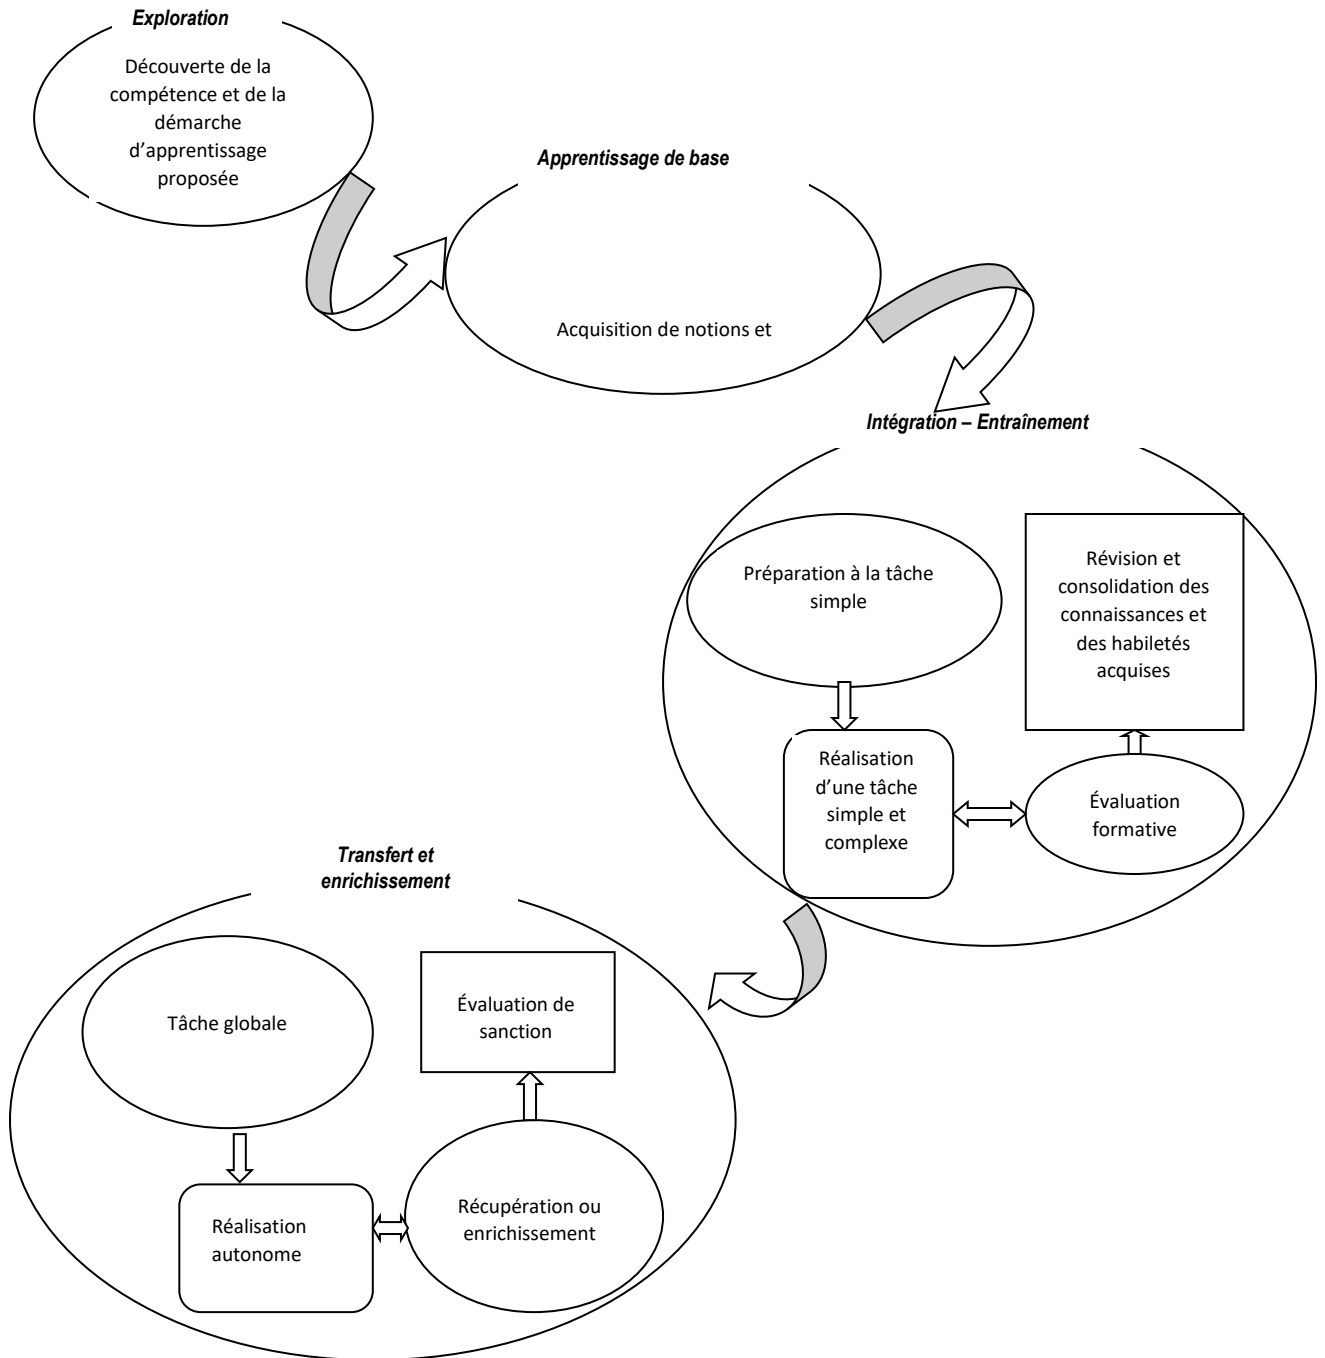 Exploration
Découverte de la
compétence et de la
démarche
d’apprentissage
proposée
Apprentissage de base
Acquisition de notions et
Intégration – Entraînement
Préparation à la tâche
simple
Révision et
consolidation des
connaissances et
des habiletés
acquises
Réalisation
d’une tâche
simple et
complexe
Évaluation
formative
Transfert et
enrichissement
Tâche globale
Évaluation de
sanction
Réalisation
autonome
Récupération ou
enrichissement